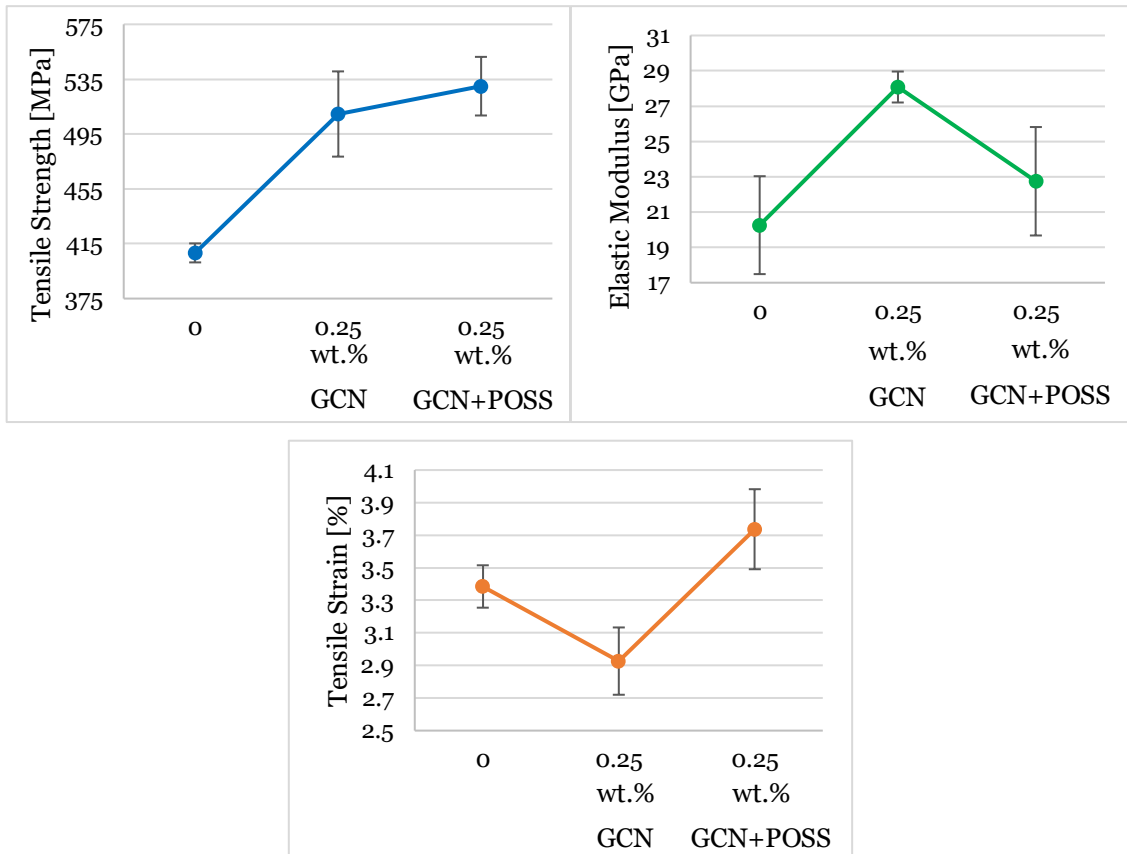 Tensile Strength [MPa]
575
535
495
455
415
375
0
0.25
0.25
wt.%
wt.%
GCN
GCN+POSS
Elastic Modulus [GPa]
31
29
27
25
23
21
19
17
0
0.25
0.25
wt.%
wt.%
GCN
GCN+POSS
Tensile Strain [%]
4.1
3.9
3.7
3.5
3.3
3.1
2.9
2.7
2.5
0
0.25
0.25
wt.%
wt.%
GCN
GCN+POSS